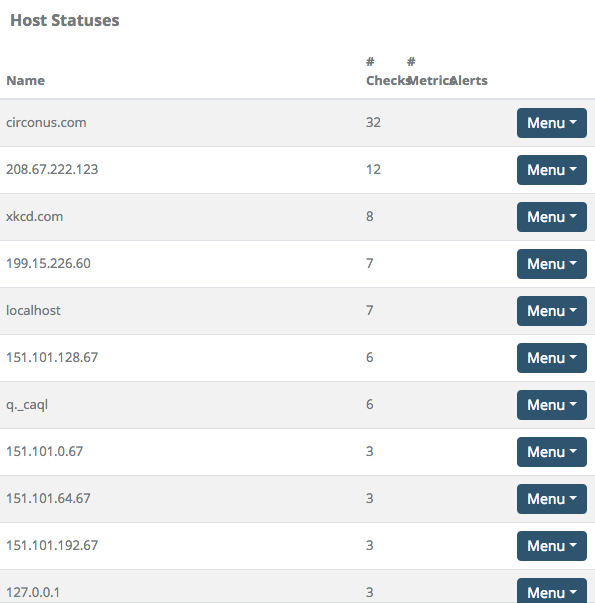 Host Statuses
# #
Name Checks Metrics Alerts
circonus.com 32 Menu
208.67.222.123 12 Menu
xkcd.com 8 Menu
199.15.226.60 7 Menu
localhost 7 Menu
151.101.128.67 6 Menu
q._caql 6 Menu
151.101.0.67 3 Menu
151.101.64.67 3 Menu
151.101.192.67 3 Menu
127.0.0.1 3 Menu